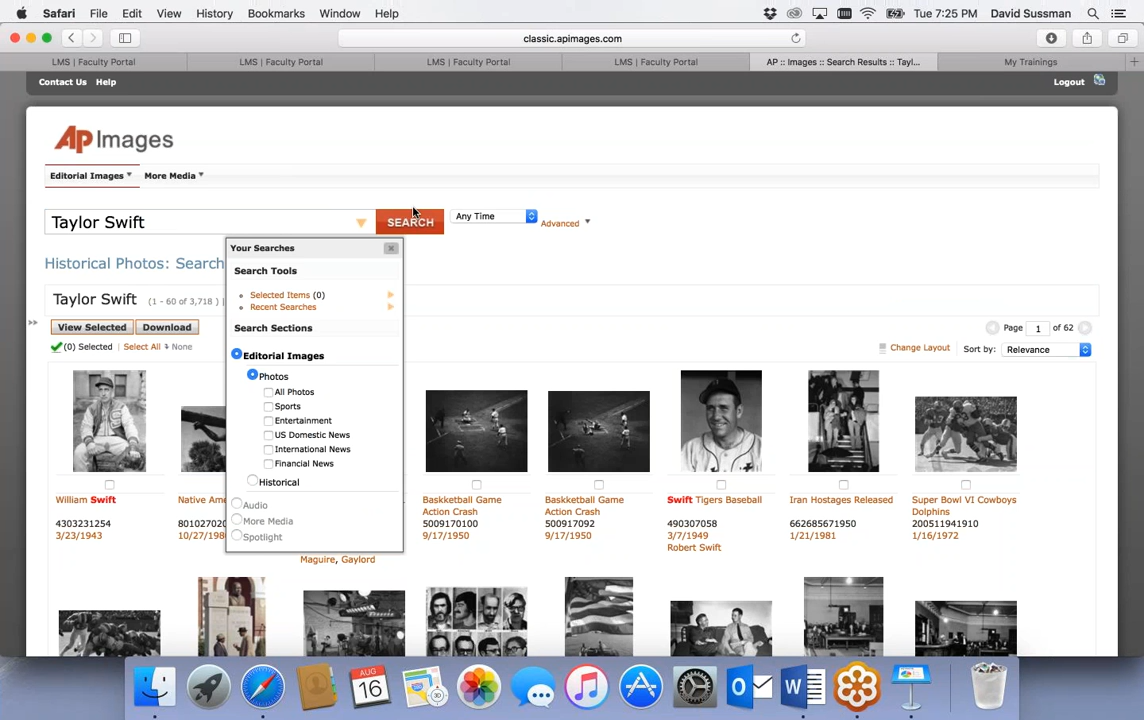 Safari File Edit View History Bookmarks Window Help Tue 7:25 PM David Sussman
classic.apimages.com
LMS | Faculty Portal LMS | Faculty Portal LMS | Faculty Portal LMS | Faculty Portal AP :: Images :: Search Results :: Tayl... My Trainings
Contact Us Help Logout
AP Images
Editorial Images More Media
Taylor Swift SEARCH Any Time Advanced
Your Searches
Historical Photos: Search
Search Tools
Taylor Swift (1 - 60 of 3,718 ) |
Selected Items (0)
Recent Searches
View Selected Download Page 1 of 62
Search Sections
(0) Selected | Select All None Change Layout Sort by: Relevance
Editorial Images
Photos
All Photos
Sports
Entertainment
US Domestic News
International News
Financial News
Historical
Audio
More Media
Spotlight
William Swift
4303231254
3/23/1943
Native Ame
801027020
10/27/198
Maguire, Gaylord
Baskketball Game
Action Crash
5009170100
9/17/1950
Baskketball Game
Action Crash
500917092
9/17/1950
Swift Tigers Baseball
490307058
3/7/1949
Robert Swift
Iran Hostages Released
662685671950
1/21/1981
Super Bowl VI Cowboys
Dolphins
200511941910
1/16/1972
AUG
16